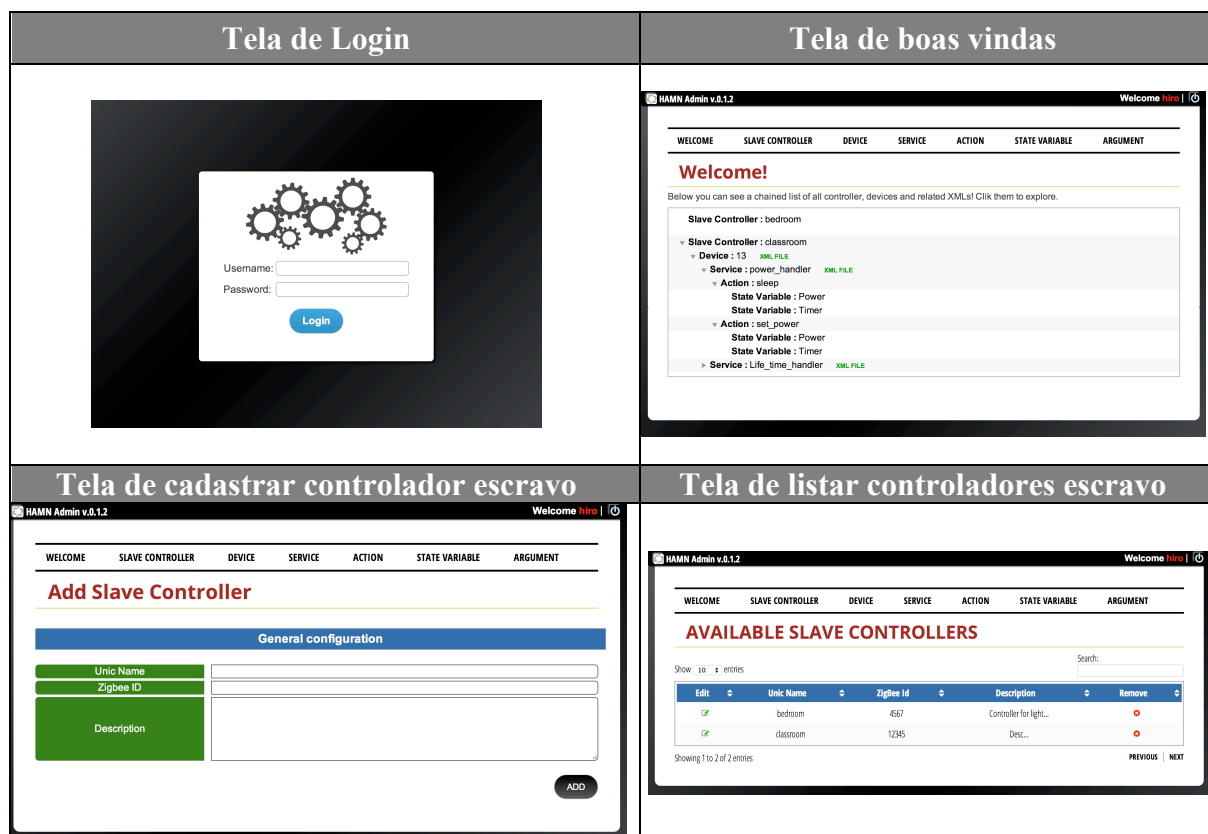 Tela de Login
Tela de boas vindas
Username:
Password:
Login
HAMN Admin v.0.1.2
Welcome hiro |
WELCOME SLAVE CONTROLLER DEVICE SERVICE ACTION STATE VARIABLE ARGUMENT
Welcome!
Below you can see a chained list of all controller, devices and related XMLs! Clik them to explore.
Slave Controller : bedroom
Slave Controller : classroom
Device : 13 XML FILE
Service : power_handler XML FILE
Action : sleep
State Variable : Power
State Variable : Timer
Action : set_power
State Variable : Power
State Variable : Timer
Service : Life_time_handler XML FILE
Tela de cadastrar controlador escravo
Tela de listar controladores escravo
HAMN Admin v.0.1.2
Welcome hiro |
WELCOME SLAVE CONTROLLER DEVICE SERVICE ACTION STATE VARIABLE ARGUMENT
Add Slave Controller
General configuration
Unic Name
Zigbee ID
Description
ADD
HAMN Admin v.0.1.2
Welcome hiro |
WELCOME SLAVE CONTROLLER DEVICE SERVICE ACTION STATE VARIABLE ARGUMENT
AVAILABLE SLAVE CONTROLLERS
Show 10 entries
Search:
Edit Unic Name ZigBee Id Description Remove
bedroom 4567 Controller for light...
classroom 12345 Desc...
Showing 1 to 2 of 2 entries
PREVIOUS | NEXT